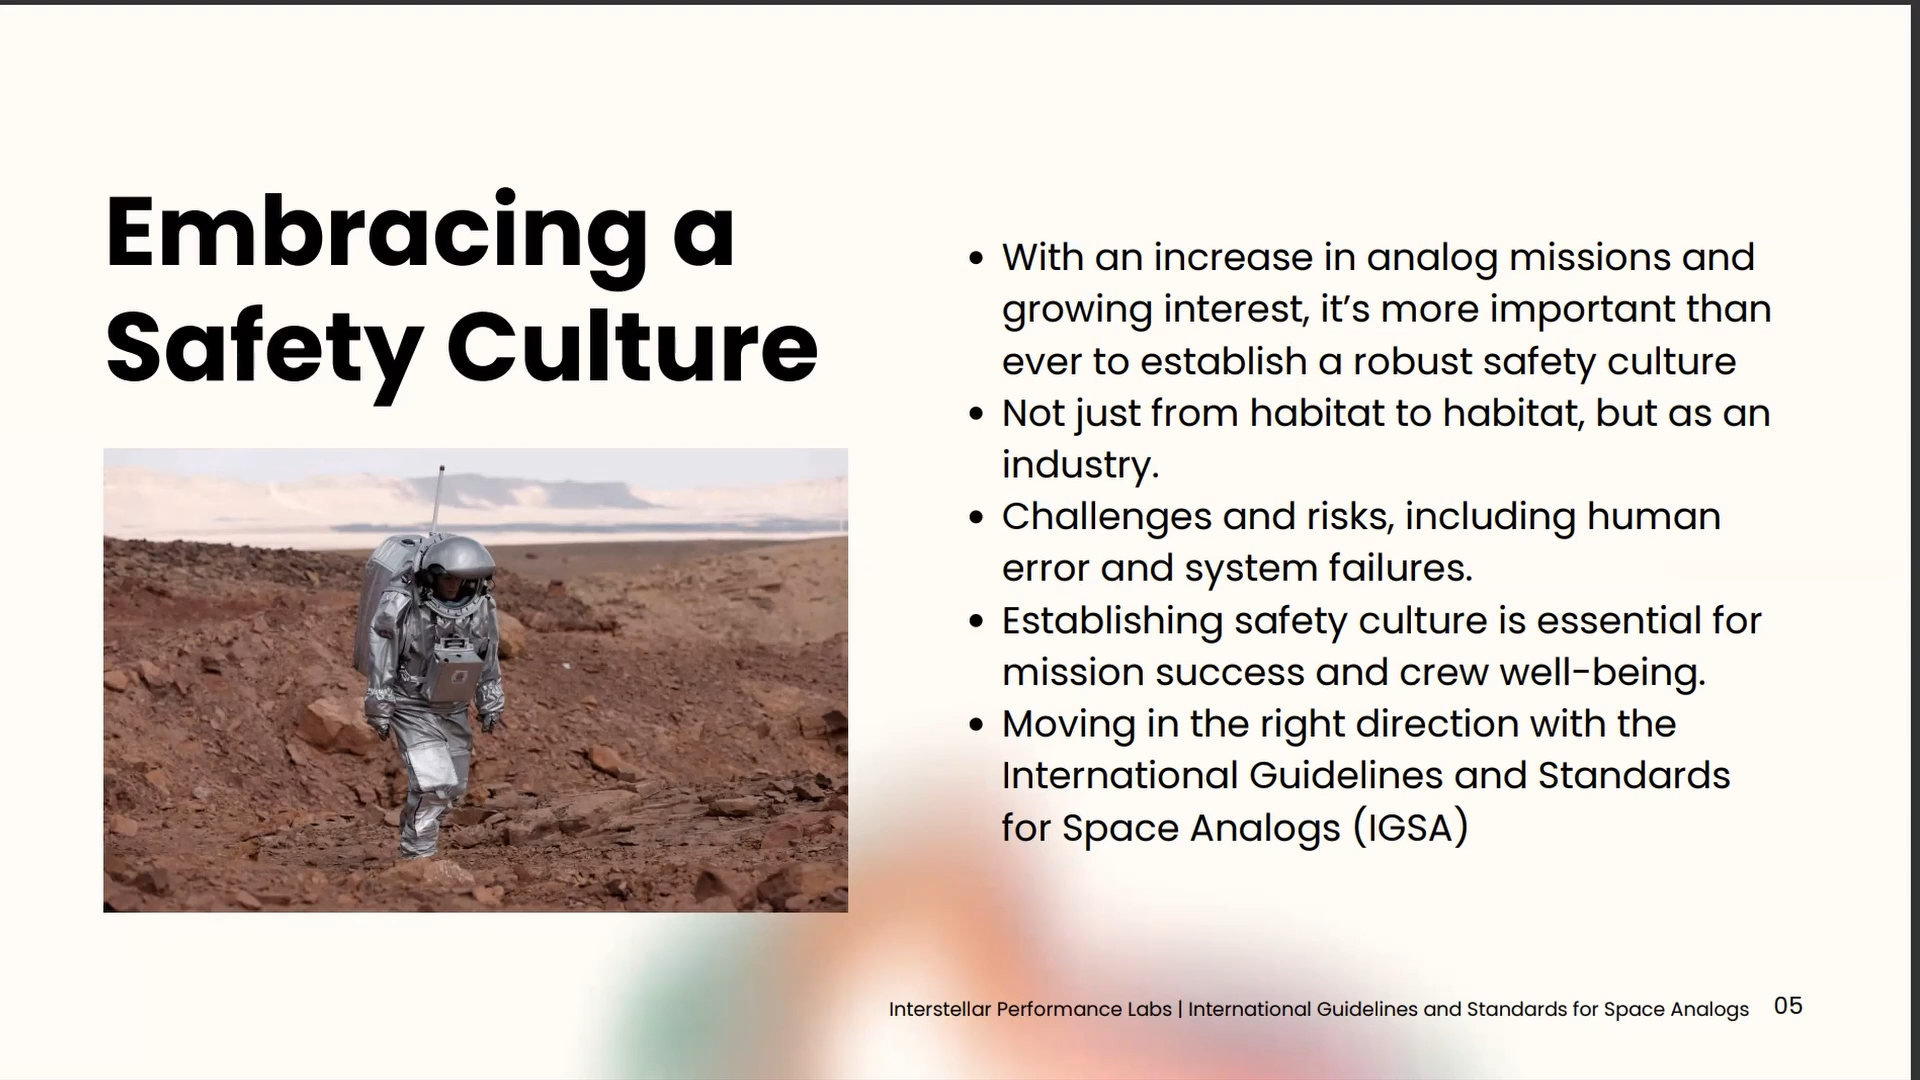 Embracing a
Safety Culture
• With an increase in analog missions and
growing interest, it’s more important than
ever to establish a robust safety culture
• Not just from habitat to habitat, but as an
industry.
• Challenges and risks, including human
error and system failures.
• Establishing safety culture is essential for
mission success and crew well-being.
• Moving in the right direction with the
International Guidelines and Standards
for Space Analogs (IGSA)
Interstellar Performance Labs | International Guidelines and Standards for Space Analogs 05